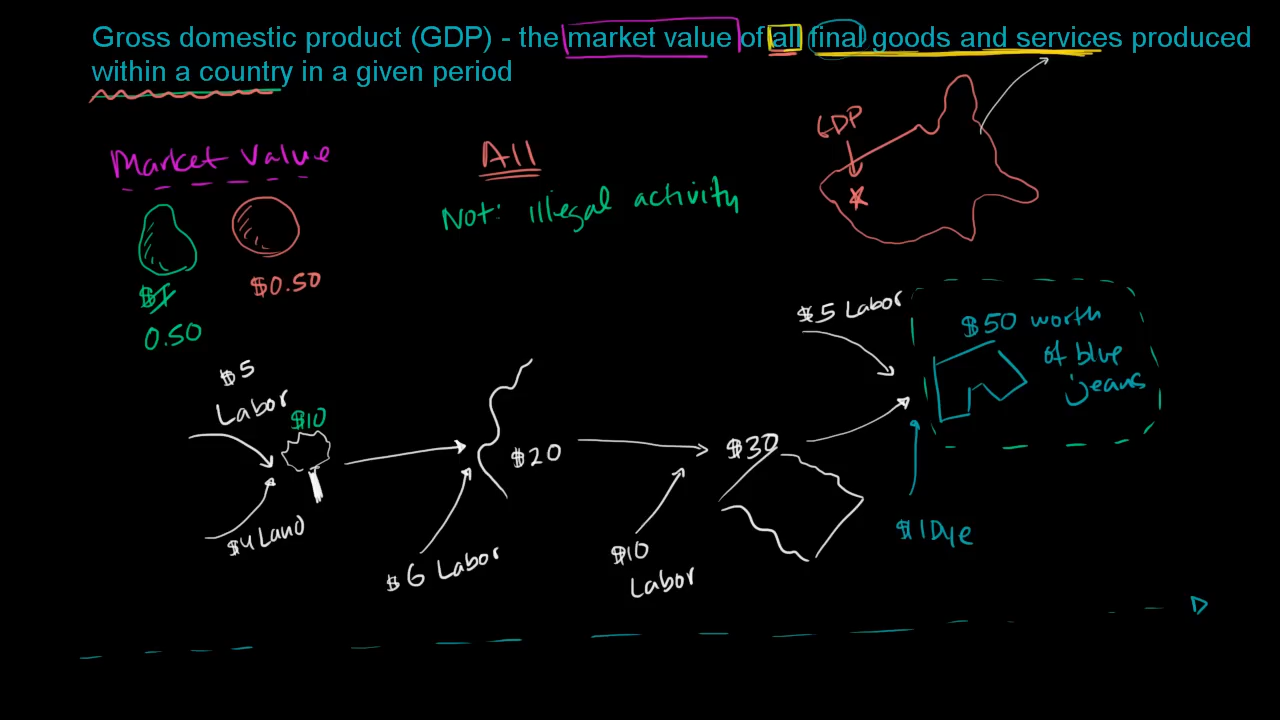 Gross domestic product (GDP) - the market value of all final goods and services produced
within a country in a given period
GDP
Market Value
All
Not: illegal activity
$1
0.50
$0.50
$5 Labor
$50 worth
of blue
jeans
$5
Labor
$10
$20
$30
$4 Land
$6 Labor
$10
Labor
$1 Dye